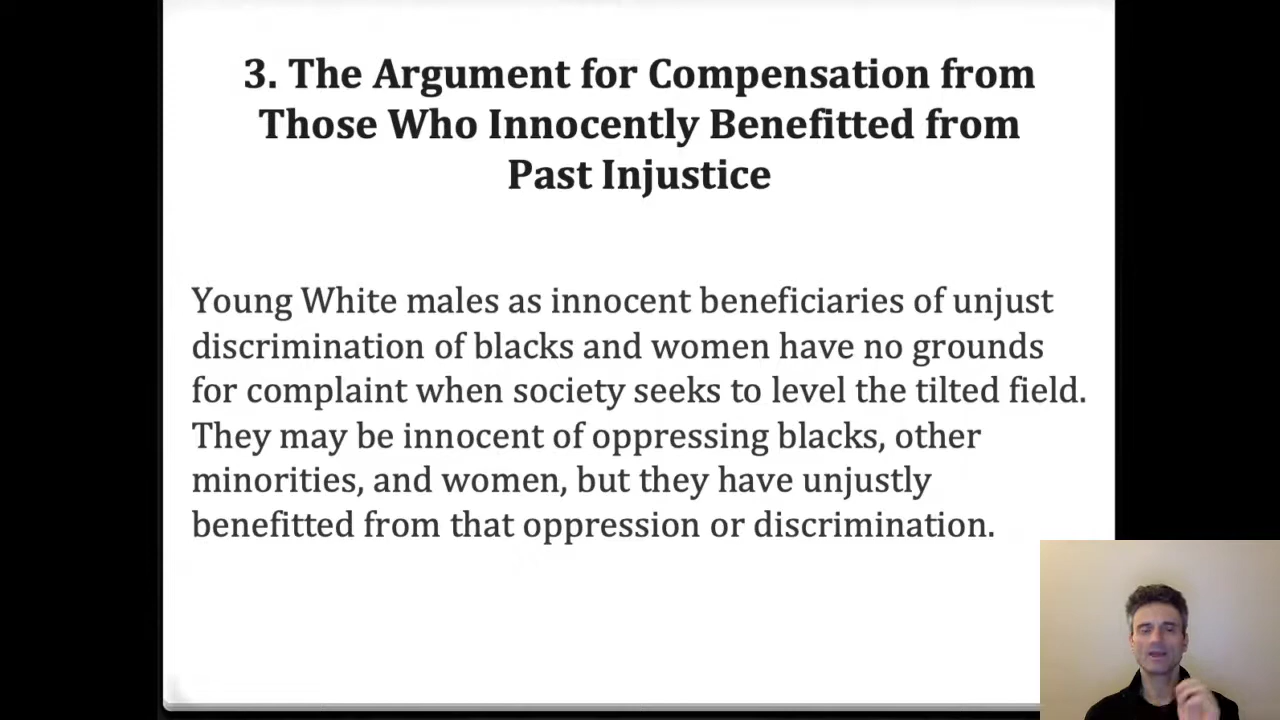 3. The Argument for Compensation from
Those Who Innocently Benefitted from
Past Injustice
Young White males as innocent beneficiaries of unjust
discrimination of blacks and women have no grounds
for complaint when society seeks to level the tilted field.
They may be innocent of oppressing blacks, other
minorities, and women, but they have unjustly
benefitted from that oppression or discrimination.